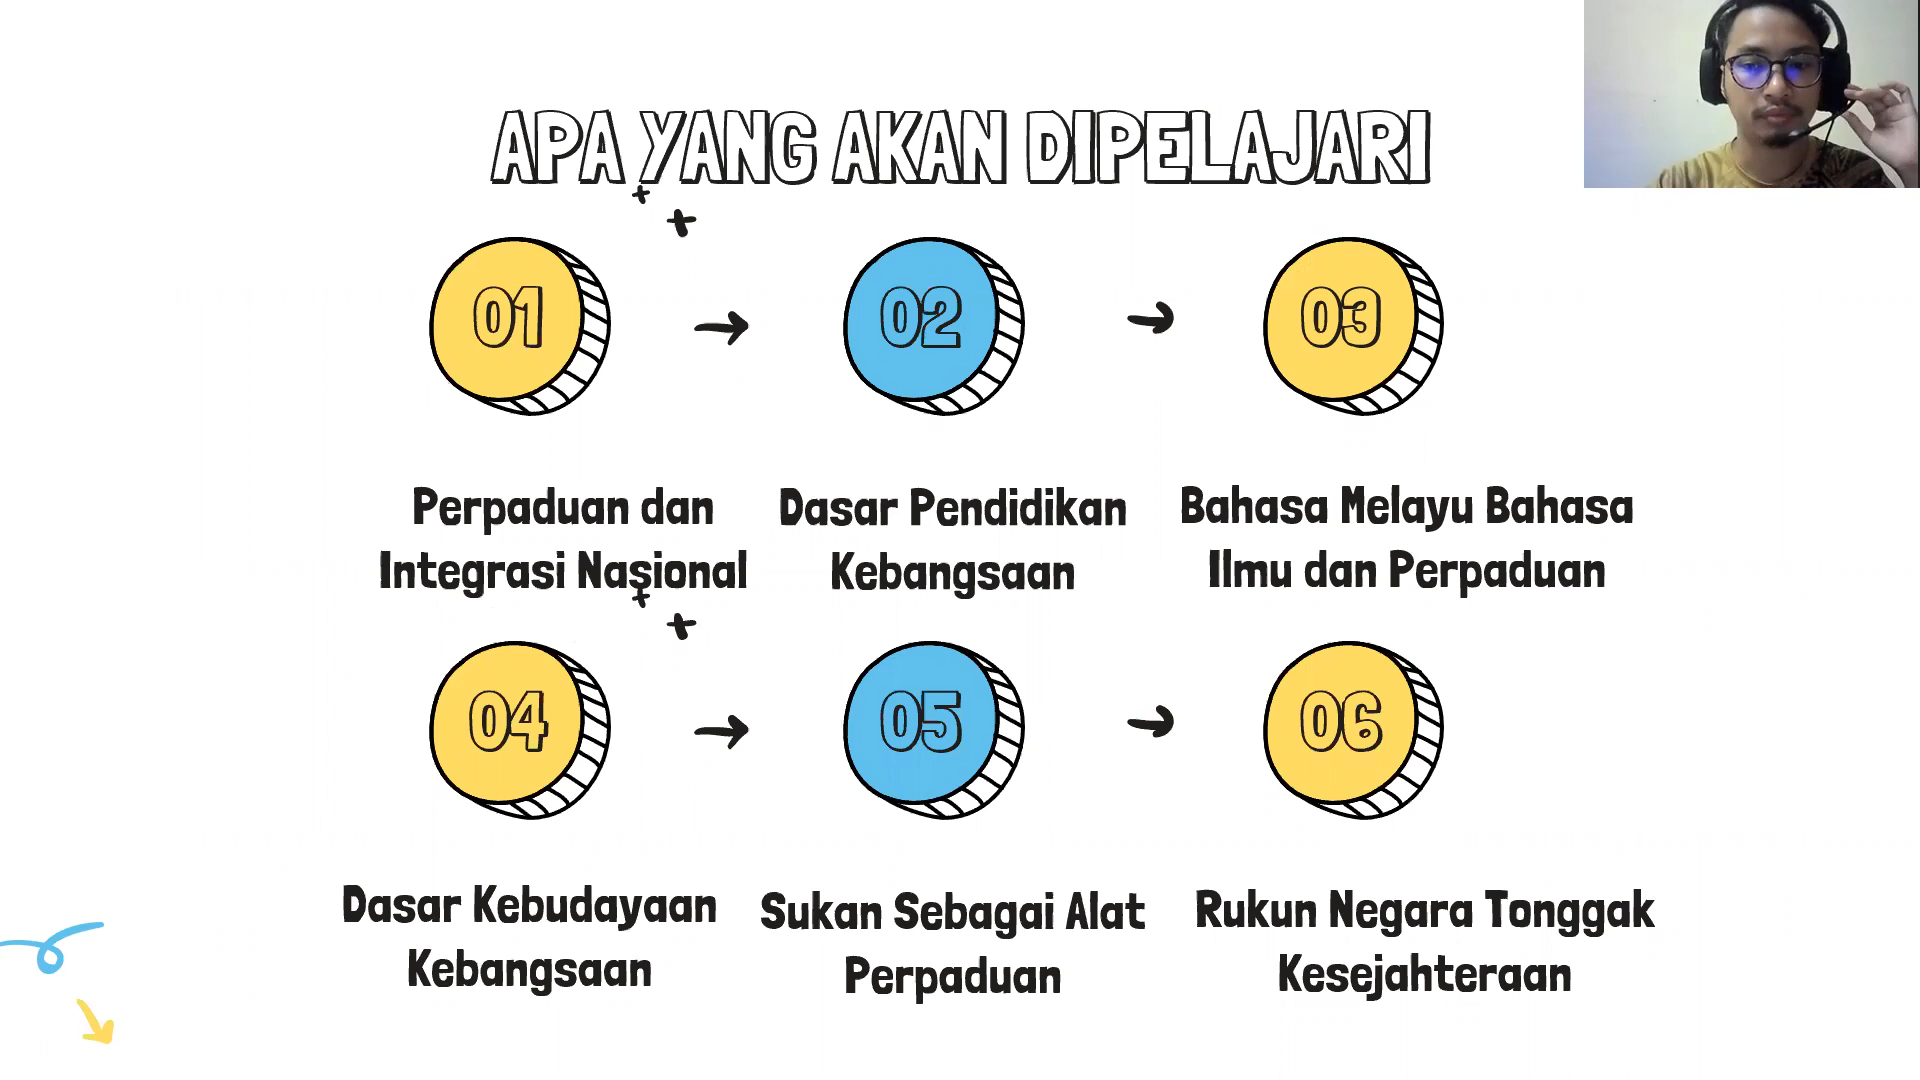 APA YANG AKAN DIPELAJARI
01
02
03
Perpaduan dan
Integrasi Nasional
Dasar Pendidikan
Kebangsaan
Bahasa Melayu Bahasa
Ilmu dan Perpaduan
04
05
06
Dasar Kebudayaan
Kebangsaan
Sukan Sebagai Alat
Perpaduan
Rukun Negara Tonggak
Kesejahteraan